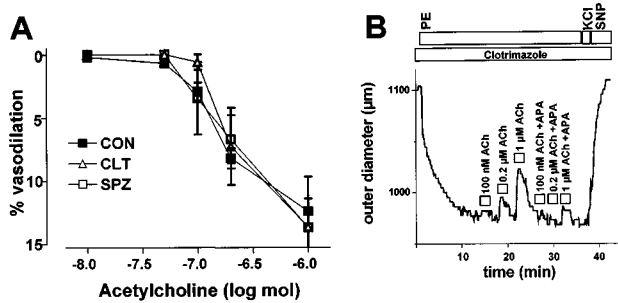 A
0
5
10
15
% vasodilation
CON
CLT
SPZ
-8.0 -7.5 -7.0 -6.5 -6.0
Acetylcholine (log mol)
B
PE
KCl
SNP
Clotrimazole
1100
1000
outer diameter (µm)
100 nM ACh
0.2 µM ACh
1 µM ACh
100 nM ACh +APA
0.2 µM ACh +APA
1 µM ACh +APA
0 10 20 30 40
time (min)